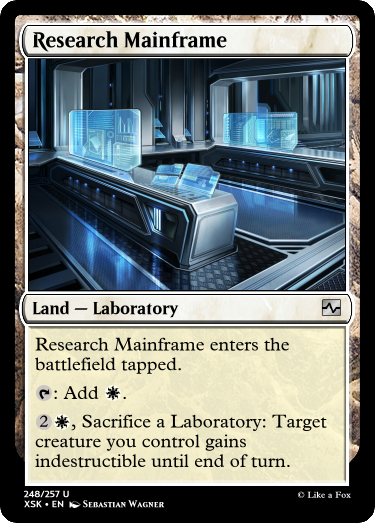 Research Mainframe
Land — Laboratory
Research Mainframe enters the
battlefield tapped.
: Add .
2 , Sacrifice a Laboratory: Target
creature you control gains
indestructible until end of turn.
248/257 U
XSK • EN Sebastian Wagner
© Like a Fox